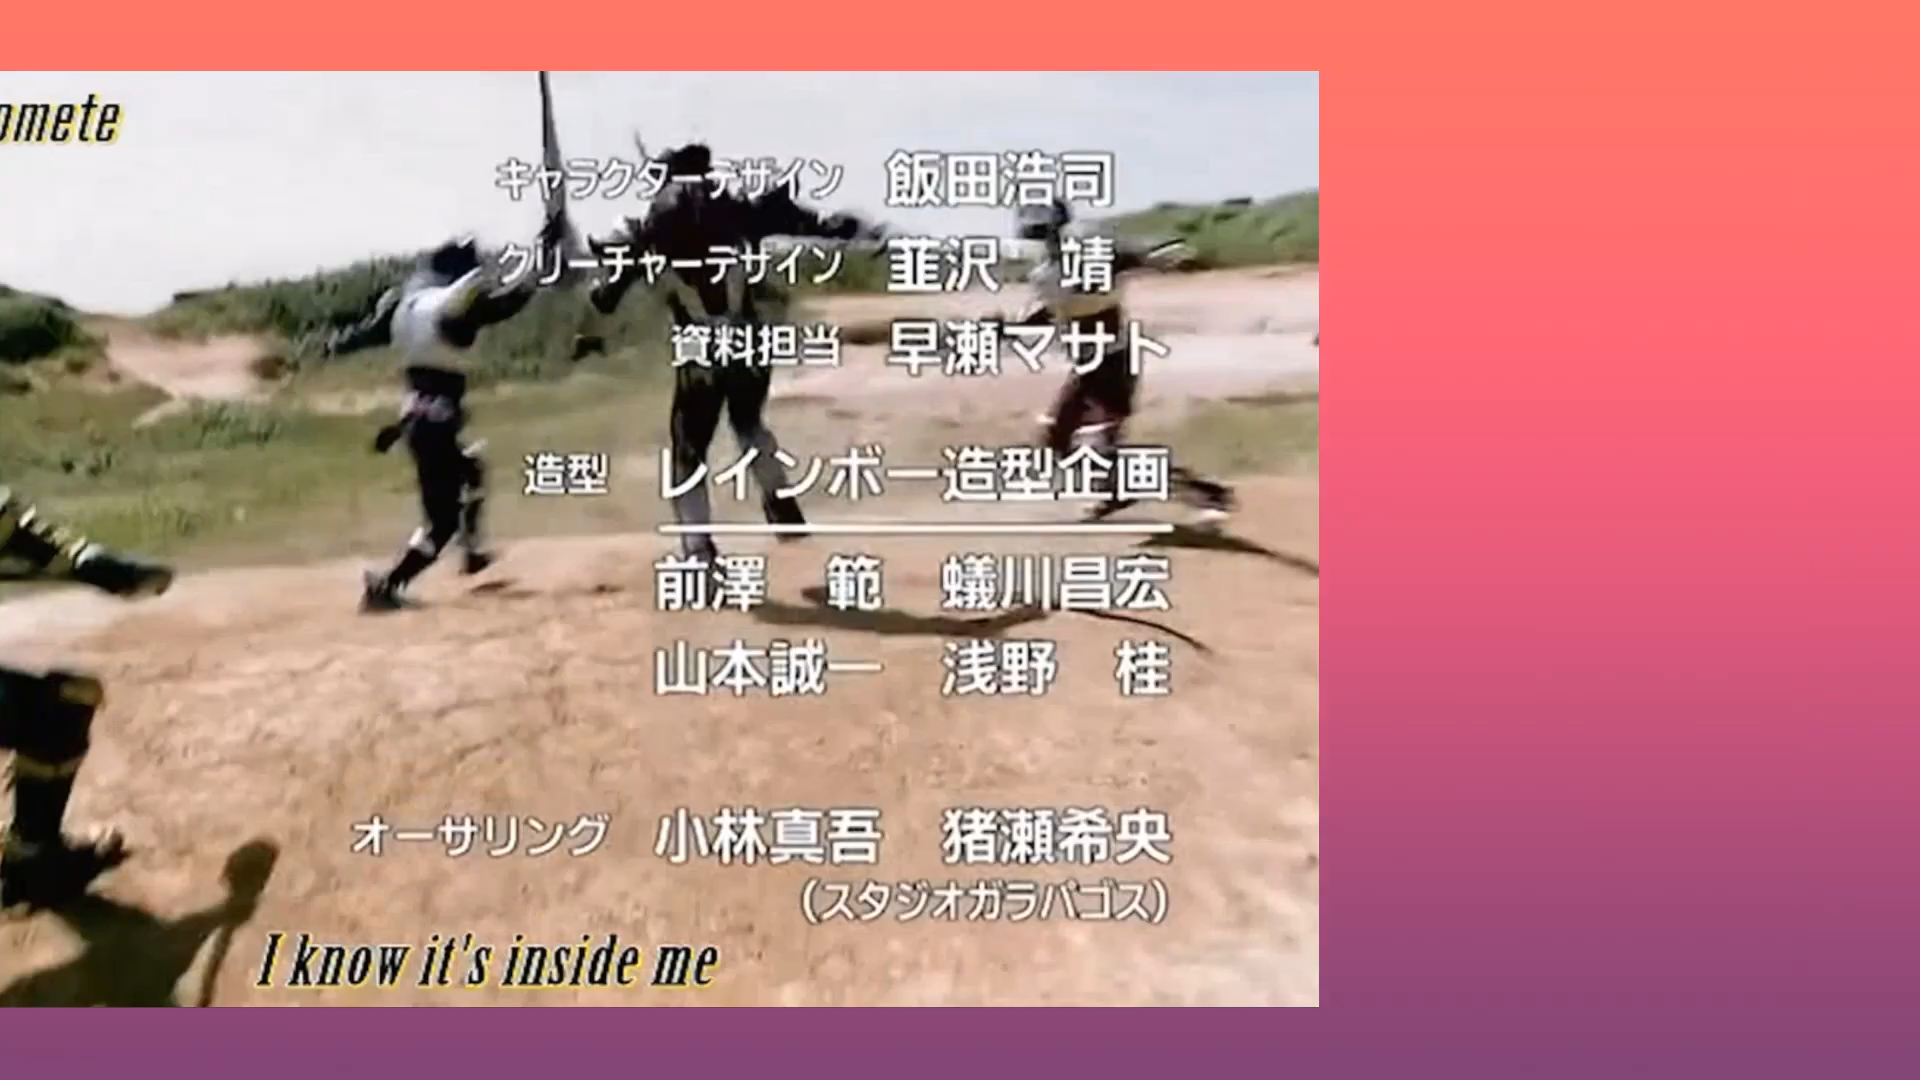 omete
キャラクターデザイン 飯田浩司
クリーチャーデザイン 韮沢 靖
資料担当 早瀬マサト
造型 レインボー造型企画
前澤 範 蟻川昌宏
山本誠一 浅野 桂
オーサリング 小林真吾 猪瀬希央
(スタジオガラパゴス)
I know it's inside me